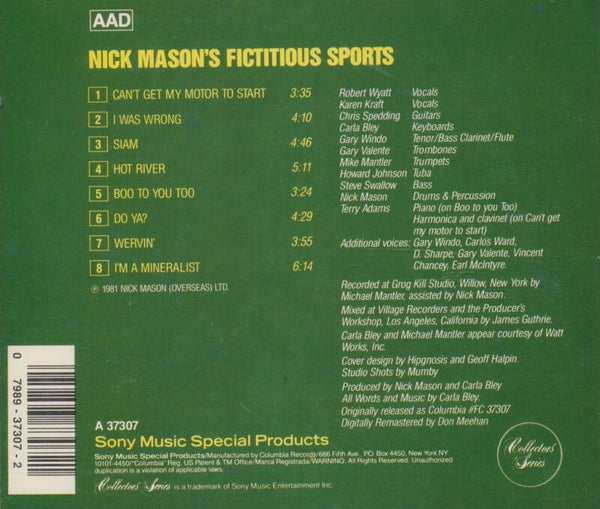 AAD
NICK MASON'S FICTITIOUS SPORTS
1 CAN'T GET MY MOTOR TO START 3:35
2 I WAS WRONG 4:10
3 SIAM 4:46
4 HOT RIVER 5:11
5 BOO TO YOU TOO 3:24
6 DO YA? 4:29
7 WERVIN' 3:55
8 I'M A MINERALIST 6:14
℗ 1981 NICK MASON (OVERSEAS) LTD.
Robert Wyatt Vocals
Karen Kraft Vocals
Chris Spedding Guitars
Carla Bley Keyboards
Gary Windo Tenor/Bass Clarinet/Flute
Gary Valente Trombones
Mike Mantler Trumpets
Howard Johnson Tuba
Steve Swallow Bass
Nick Mason Drums & Percussion
Terry Adams Piano (on Boo to you Too)
Harmonica and clavinet (on Can't get
my motor to start)
Additional voices: Gary Windo, Carlos Ward,
D. Sharpe, Gary Valente, Vincent
Chancey, Earl McIntyre.
Recorded at Grog Kill Studio, Willow, New York by
Michael Mantler, assisted by Nick Mason.
Mixed at Village Recorders and the Producer's
Workshop, Los Angeles, California by James Guthrie.
Carla Bley and Michael Mantler appear courtesy of Watt
Works, Inc.
Cover design by Hipgnosis and Geoff Halpin.
Studio Shots by Mumby
Produced by Nick Mason and Carla Bley
All Words and Music by Carla Bley.
Originally released as Columbia #FC 37307
Digitally Remastered by Don Meehan
0 7989-37307-2
A 37307
Sony Music Special Products
Sony Music Special Products/Manufactured by Columbia Records/666 Fifth Ave., P.O. Box 4450, New York NY
10101-4450/"Columbia" Reg. US Patent & TM Office/Marca Registrada/WARNING: All Rights Reserved. Unauthorized
duplication is a violation of applicable laws.
Collectors' Series is a trademark of Sony Music Entertainment Inc
Collectors'
Series